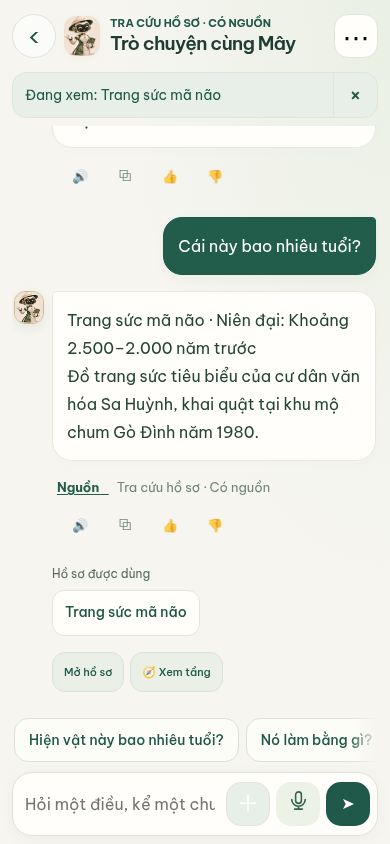 TRA CỨU HỒ SƠ · CÓ NGUỒN
Trò chuyện cùng Mây
Đang xem: Trang sức mã não
Cái này bao nhiêu tuổi?
Trang sức mã não · Niên đại: Khoảng
2.500–2.000 năm trước
Đồ trang sức tiêu biểu của cư dân văn
hóa Sa Huỳnh, khai quật tại khu mộ
chum Gò Đình năm 1980.
Nguồn Tra cứu hồ sơ · Có nguồn
Hồ sơ được dùng
Trang sức mã não
Mở hồ sơ
Xem tầng
Hiện vật này bao nhiêu tuổi?
Nó làm bằng gì?
Hỏi một điều, kể một